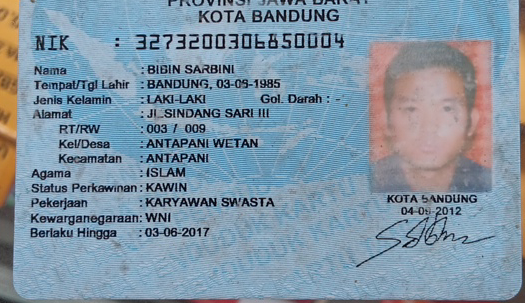 PROVINSI JAWA BARAT
KOTA BANDUNG
NIK : 3273200306850004
Nama : BIBIN SARBINI
Tempat/Tgl Lahir : BANDUNG, 03-09-1985
Jenis Kelamin : LAKI-LAKI Gol. Darah : -
Alamat : JL.SINDANG SARI III
RT/RW : 003 / 009
Kel/Desa : ANTAPANI WETAN
Kecamatan : ANTAPANI
Agama : ISLAM
Status Perkawinan : KAWIN
Pekerjaan : KARYAWAN SWASTA
Kewarganegaraan : WNI
Berlaku Hingga : 03-06-2017
KOTA BANDUNG
04-09-2012